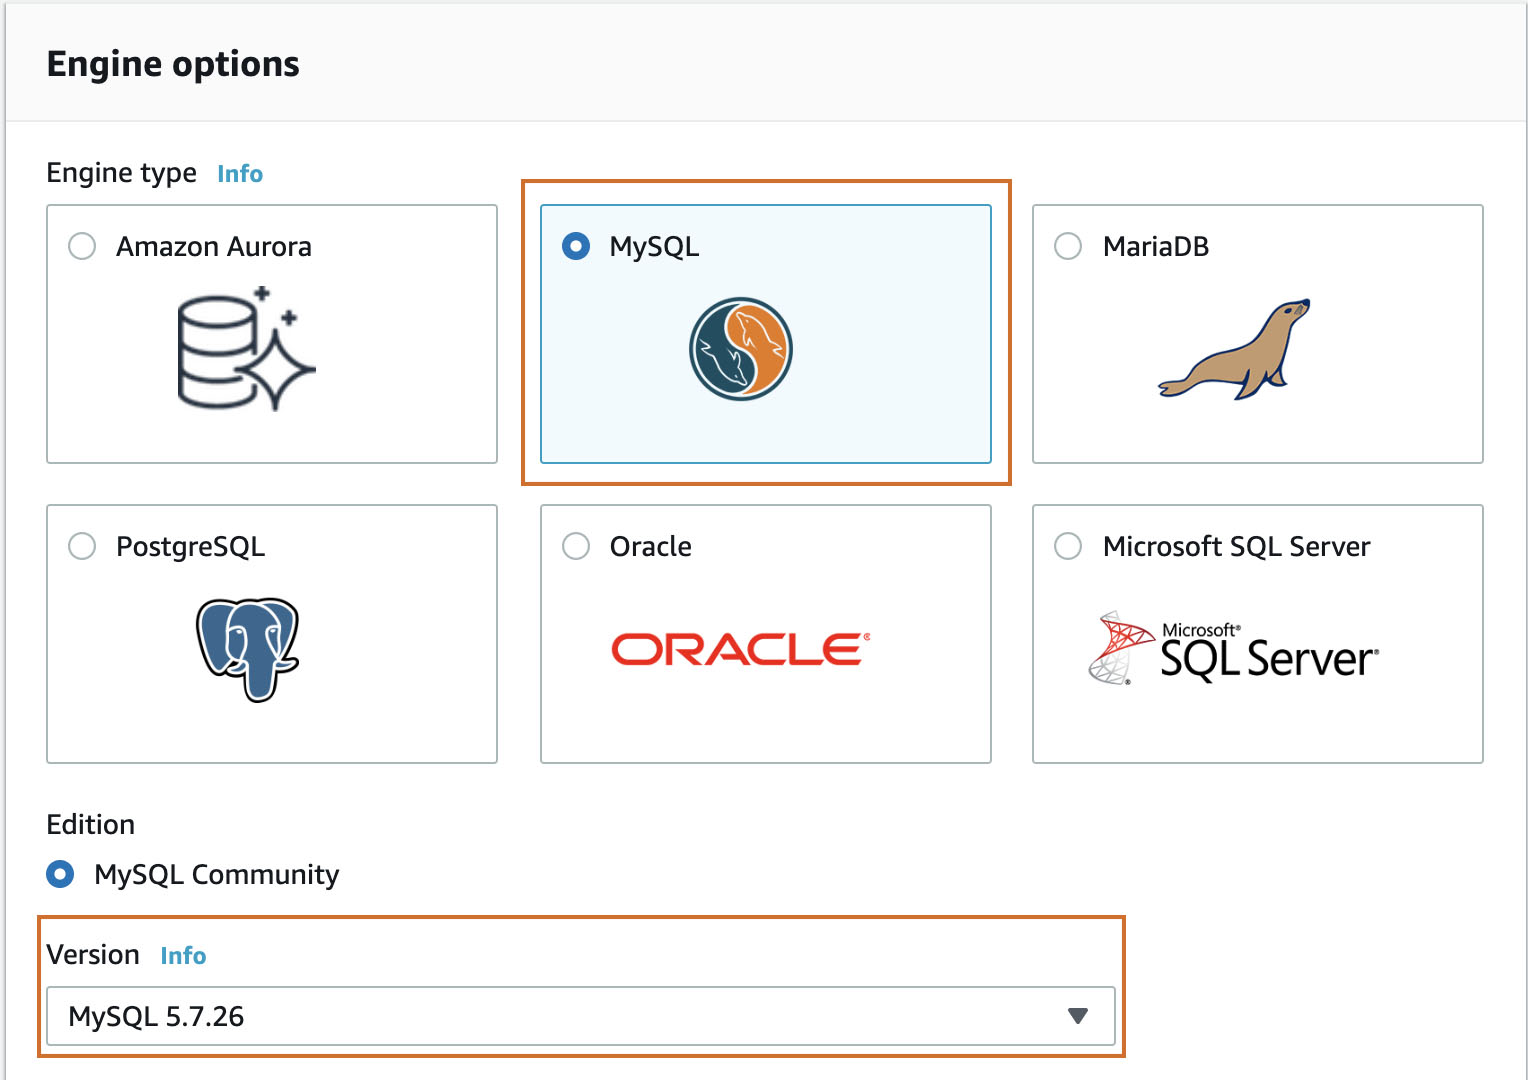 Engine options
Engine type Info
Amazon Aurora
MySQL
MariaDB
PostgreSQL
Oracle
ORACLE®
Microsoft SQL Server
Microsoft®
SQL Server®
®
Edition
MySQL Community
Version Info
MySQL 5.7.26